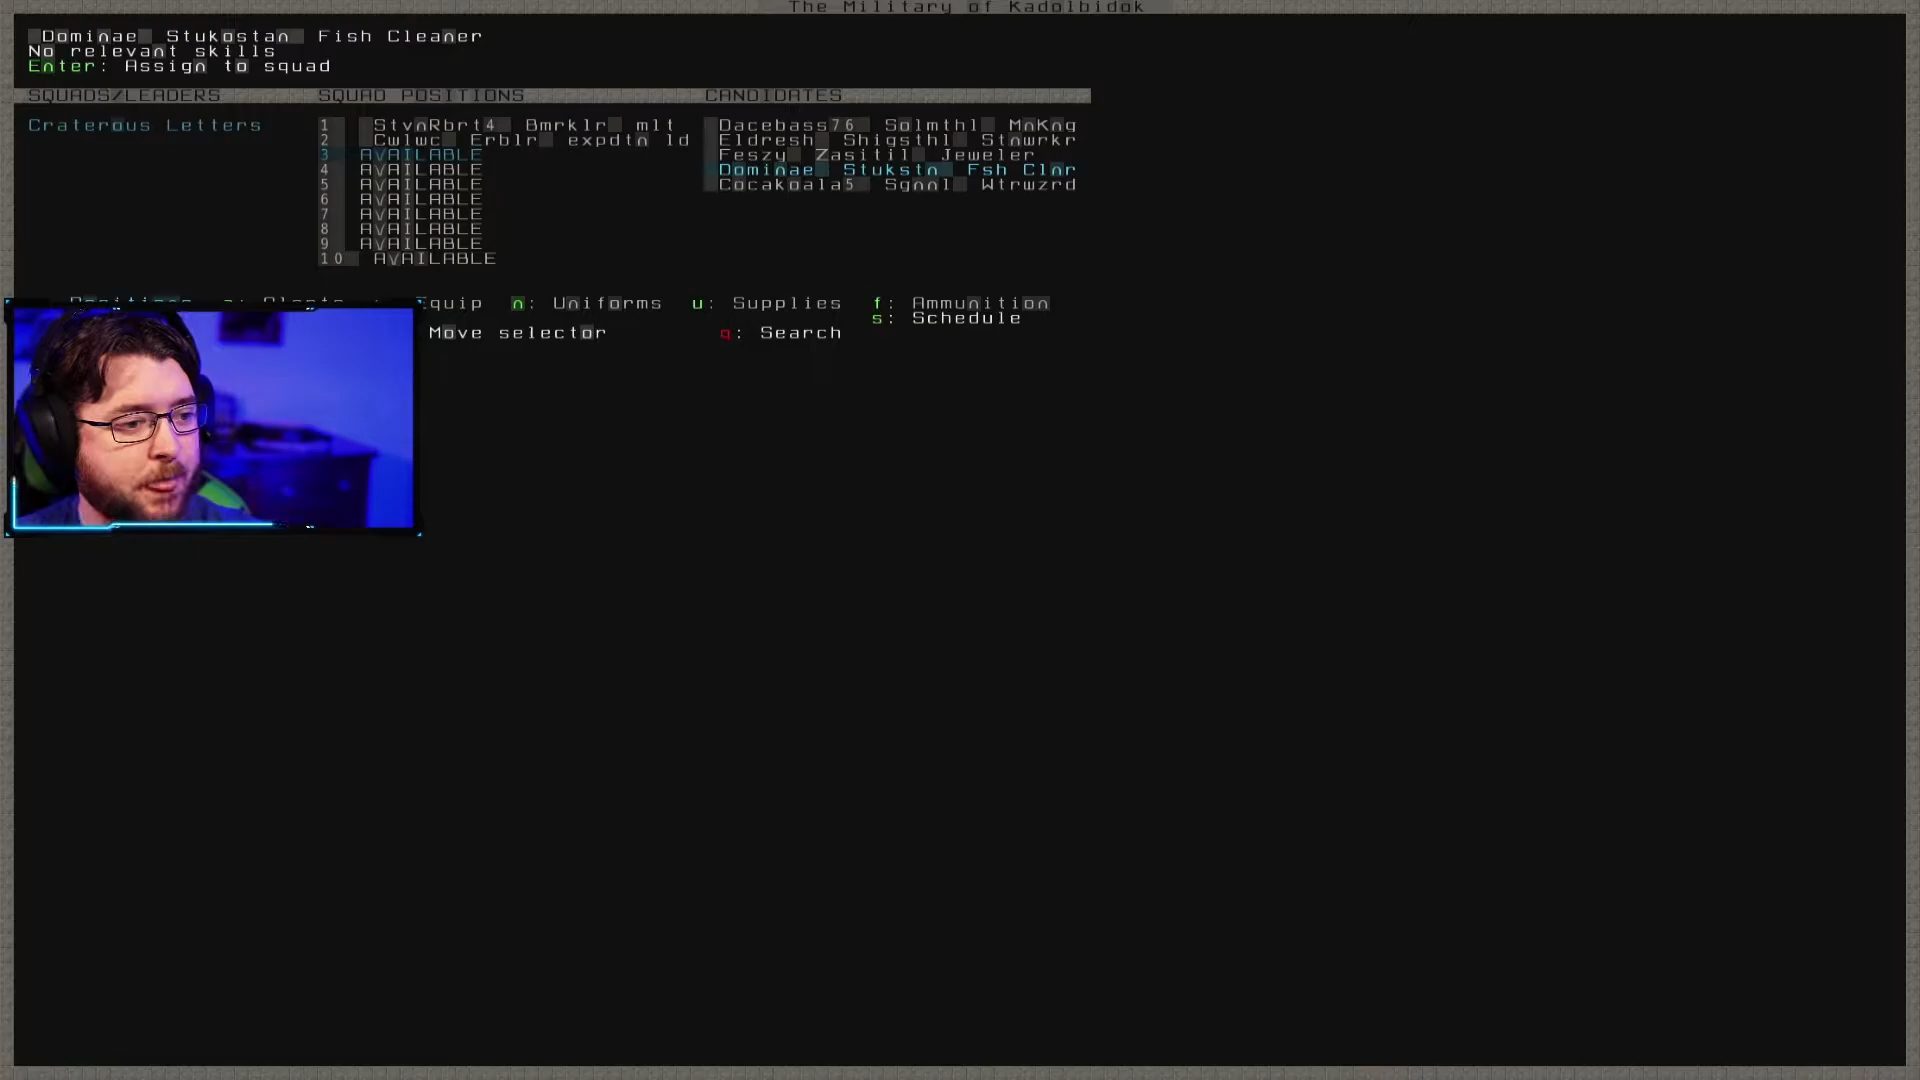 The Military of Kadolbidok
Dominae Stukostan Fish Cleaner
No relevant skills
Enter: Assign to squad
SQUADS/LEADERS SQUAD POSITIONS CANDIDATES
Craterous Letters
1 StvnRbrt4 Bmrklr mlt
2 Cwlwc Erblr expdtn ld
3 AVAILABLE
4 AVAILABLE
5 AVAILABLE
6 AVAILABLE
7 AVAILABLE
8 AVAILABLE
9 AVAILABLE
10 AVAILABLE
Dacebass76 Solmthl MnKng
Eldresh Shigsthl Stnwrkr
Feszy Zasitil Jeweler
Dominae Stukstn Fsh Clnr
Cocakoala5 Sgnnl Wtrwzrd
n: Uniforms u: Supplies f: Ammunition
s: Schedule
Move selector q: Search